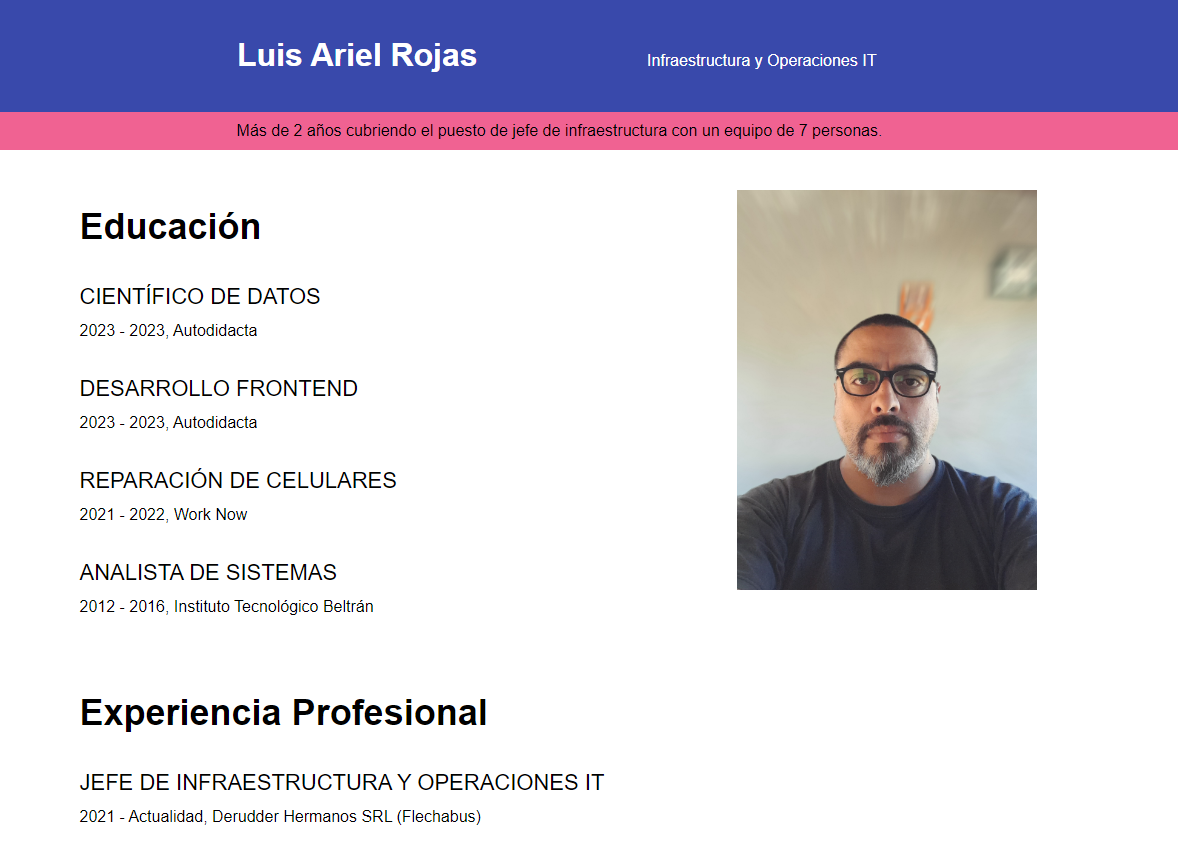 Luis Ariel Rojas
Infraestructura y Operaciones IT
Más de 2 años cubriendo el puesto de jefe de infraestructura con un equipo de 7 personas.
Educación
CIENTÍFICO DE DATOS
2023 - 2023, Autodidacta
DESARROLLO FRONTEND
2023 - 2023, Autodidacta
REPARACIÓN DE CELULARES
2021 - 2022, Work Now
ANALISTA DE SISTEMAS
2012 - 2016, Instituto Tecnológico Beltrán
Experiencia Profesional
JEFE DE INFRAESTRUCTURA Y OPERACIONES IT
2021 - Actualidad, Derudder Hermanos SRL (Flechabus)